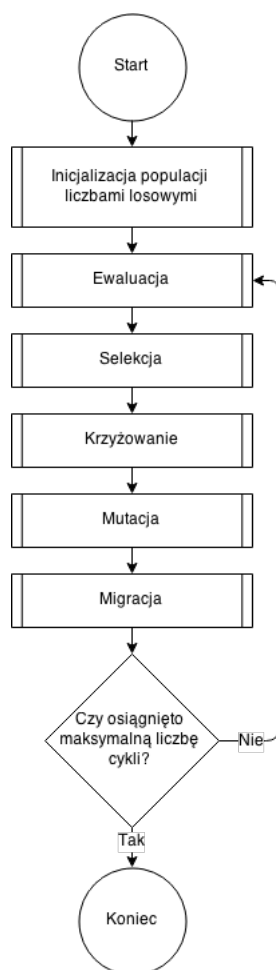 Start
Inicjalizacja populacji
liczbami losowymi
Ewaluacja
Selekcja
Krzyżowanie
Mutacja
Migracja
Czy osiągnięto
maksymalną liczbę
cykli?
Nie
Tak
Koniec